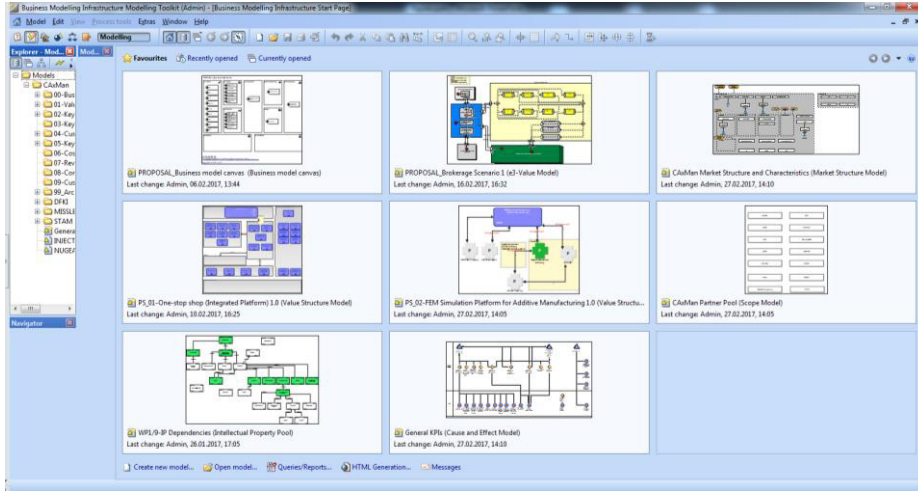 Business Modelling Infrastructure Modelling Toolkit (Admin) - [Business Modelling Infrastructure Start Page]
Model Edit View Process tools Extras Window Help
Modelling
Explorer - Mod... Mod...
Favourites Recently opened Currently opened
Models
CAxMan
00-Bus
01-Valu
02-Key
03-Key
04-Cus
05-Key
06-Cos
07-Rev
08-Cor
09-Cus
99_Arc
DFKI
MISSLE
STAM
Genera
INJECT
NUGEA
Navigator
PROPOSAL_Business model canvas (Business model canvas)
Last change: Admin, 06.02.2017, 13:44
PROPOSAL_Brokerage Scenario 1 (e3-Value Model)
Last change: Admin, 16.02.2017, 16:32
CAxMan Market Structure and Characteristics (Market Structure Model)
Last change: Admin, 27.02.2017, 14:10
PS_01-One-stop shop (Integrated Platform) 1.0 (Value Structure Model)
Last change: Admin, 10.02.2017, 16:25
PS_02-FEM Simulation Platform for Additive Manufacturing 1.0 (Value Structu...
Last change: Admin, 27.02.2017, 14:05
CAxMan Partner Pool (Scope Model)
Last change: Admin, 27.02.2017, 14:05
WP1/9-IP Dependencies (Intellectual Property Pool)
Last change: Admin, 26.01.2017, 17:05
General KPIs (Cause and Effect Model)
Last change: Admin, 27.02.2017, 14:10
Create new model... Open model... Queries/Reports... HTML Generation... Messages